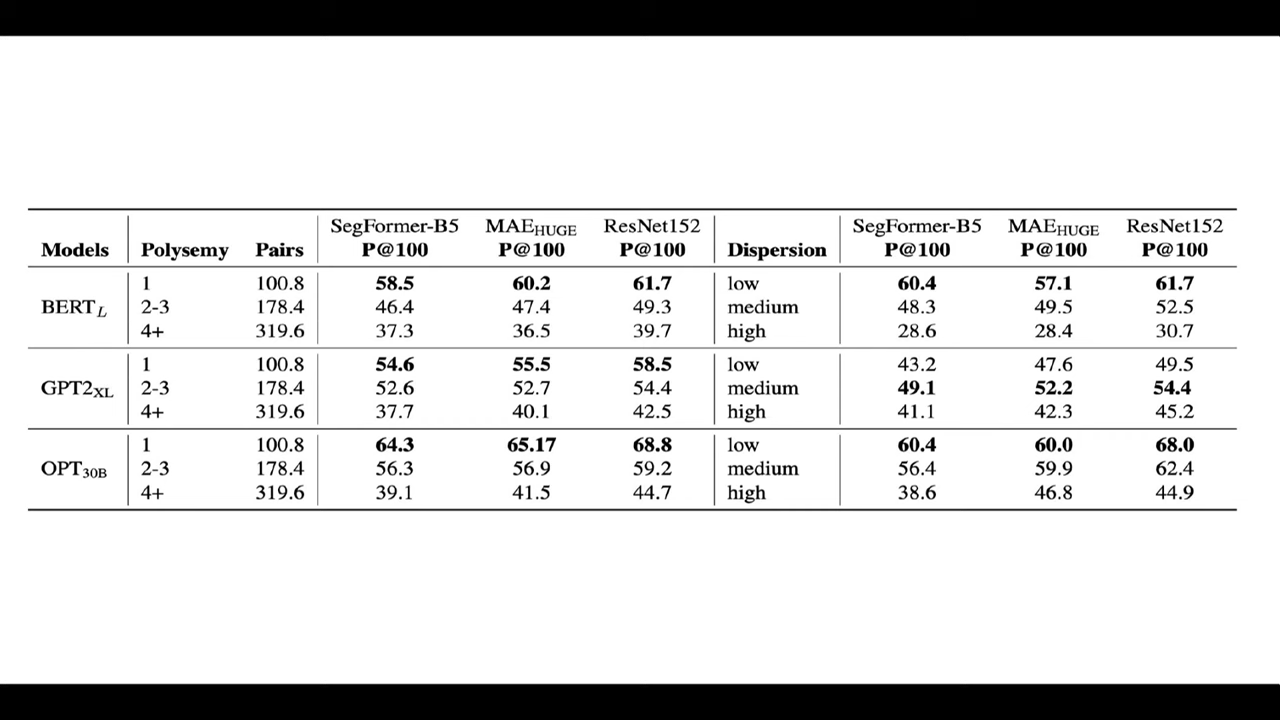 SegFormer-B5 MAE_HUGE ResNet152 SegFormer-B5 MAE_HUGE ResNet152
Models Polysemy Pairs P@100 P@100 P@100 Dispersion P@100 P@100 P@100
1 100.8 58.5 60.2 61.7 low 60.4 57.1 61.7
BERT_L 2-3 178.4 46.4 47.4 49.3 medium 48.3 49.5 52.5
4+ 319.6 37.3 36.5 39.7 high 28.6 28.4 30.7
1 100.8 54.6 55.5 58.5 low 43.2 47.6 49.5
GPT2_XL 2-3 178.4 52.6 52.7 54.4 medium 49.1 52.2 54.4
4+ 319.6 37.7 40.1 42.5 high 41.1 42.3 45.2
1 100.8 64.3 65.17 68.8 low 60.4 60.0 68.0
OPT_30B 2-3 178.4 56.3 56.9 59.2 medium 56.4 59.9 62.4
4+ 319.6 39.1 41.5 44.7 high 38.6 46.8 44.9